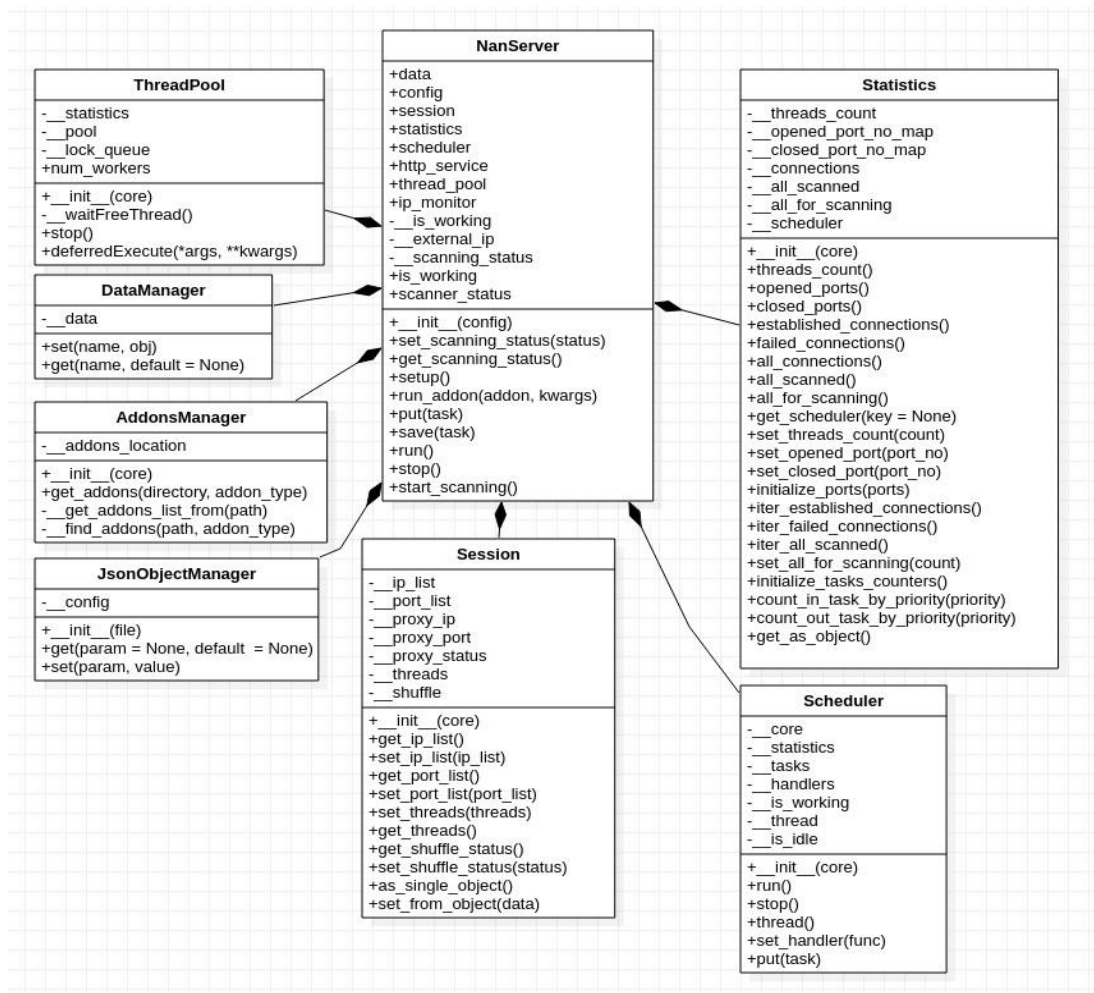 NanServer
+data
+config
+session
+statistics
+scheduler
+http_service
+thread_pool
+ip_monitor
-__is_working
-__external_ip
-__scanning_status
+is_working
+scanner_status
+__init__(config)
+set_scanning_status(status)
+get_scanning_status()
+setup()
+run_addon(addon, kwargs)
+put(task)
+save(task)
+run()
+stop()
+start_scanning()
ThreadPool
-__statistics
-__pool
-__lock_queue
+num_workers
+__init__(core)
-__waitFreeThread()
+stop()
+deferredExecute(*args, **kwargs)
DataManager
-__data
+set(name, obj)
+get(name, default = None)
AddonsManager
-__addons_location
+__init__(core)
+get_addons(directory, addon_type)
-__get_addons_list_from(path)
-__find_addons(path, addon_type)
JsonObjectManager
-__config
+__init__(file)
+get(param = None, default  = None)
+set(param, value)
Session
-__ip_list
-__port_list
-__proxy_ip
-__proxy_port
-__proxy_status
-__threads
-__shuffle
+__init__(core)
+get_ip_list()
+set_ip_list(ip_list)
+get_port_list()
+set_port_list(port_list)
+set_threads(threads)
+get_threads()
+get_shuffle_status()
+set_shuffle_status(status)
+as_single_object()
+set_from_object(data)
Statistics
-__threads_count
-__opened_port_no_map
-__closed_port_no_map
-__connections
-__all_scanned
-__all_for_scanning
-__scheduler
+__init__(core)
+threads_count()
+opened_ports()
+closed_ports()
+established_connections()
+failed_connections()
+all_connections()
+all_scanned()
+all_for_scanning()
+get_scheduler(key = None)
+set_threads_count(count)
+set_opened_port(port_no)
+set_closed_port(port_no)
+initialize_ports(ports)
+iter_established_connections()
+iter_failed_connections()
+iter_all_scanned()
+set_all_for_scanning(count)
+initialize_tasks_counters()
+count_in_task_by_priority(priority)
+count_out_task_by_priority(priority)
+get_as_object()
Scheduler
-__core
-__statistics
-__tasks
-__handlers
-__is_working
-__thread
-__is_idle
+__init__(core)
+run()
+stop()
+thread()
+set_handler(func)
+put(task)